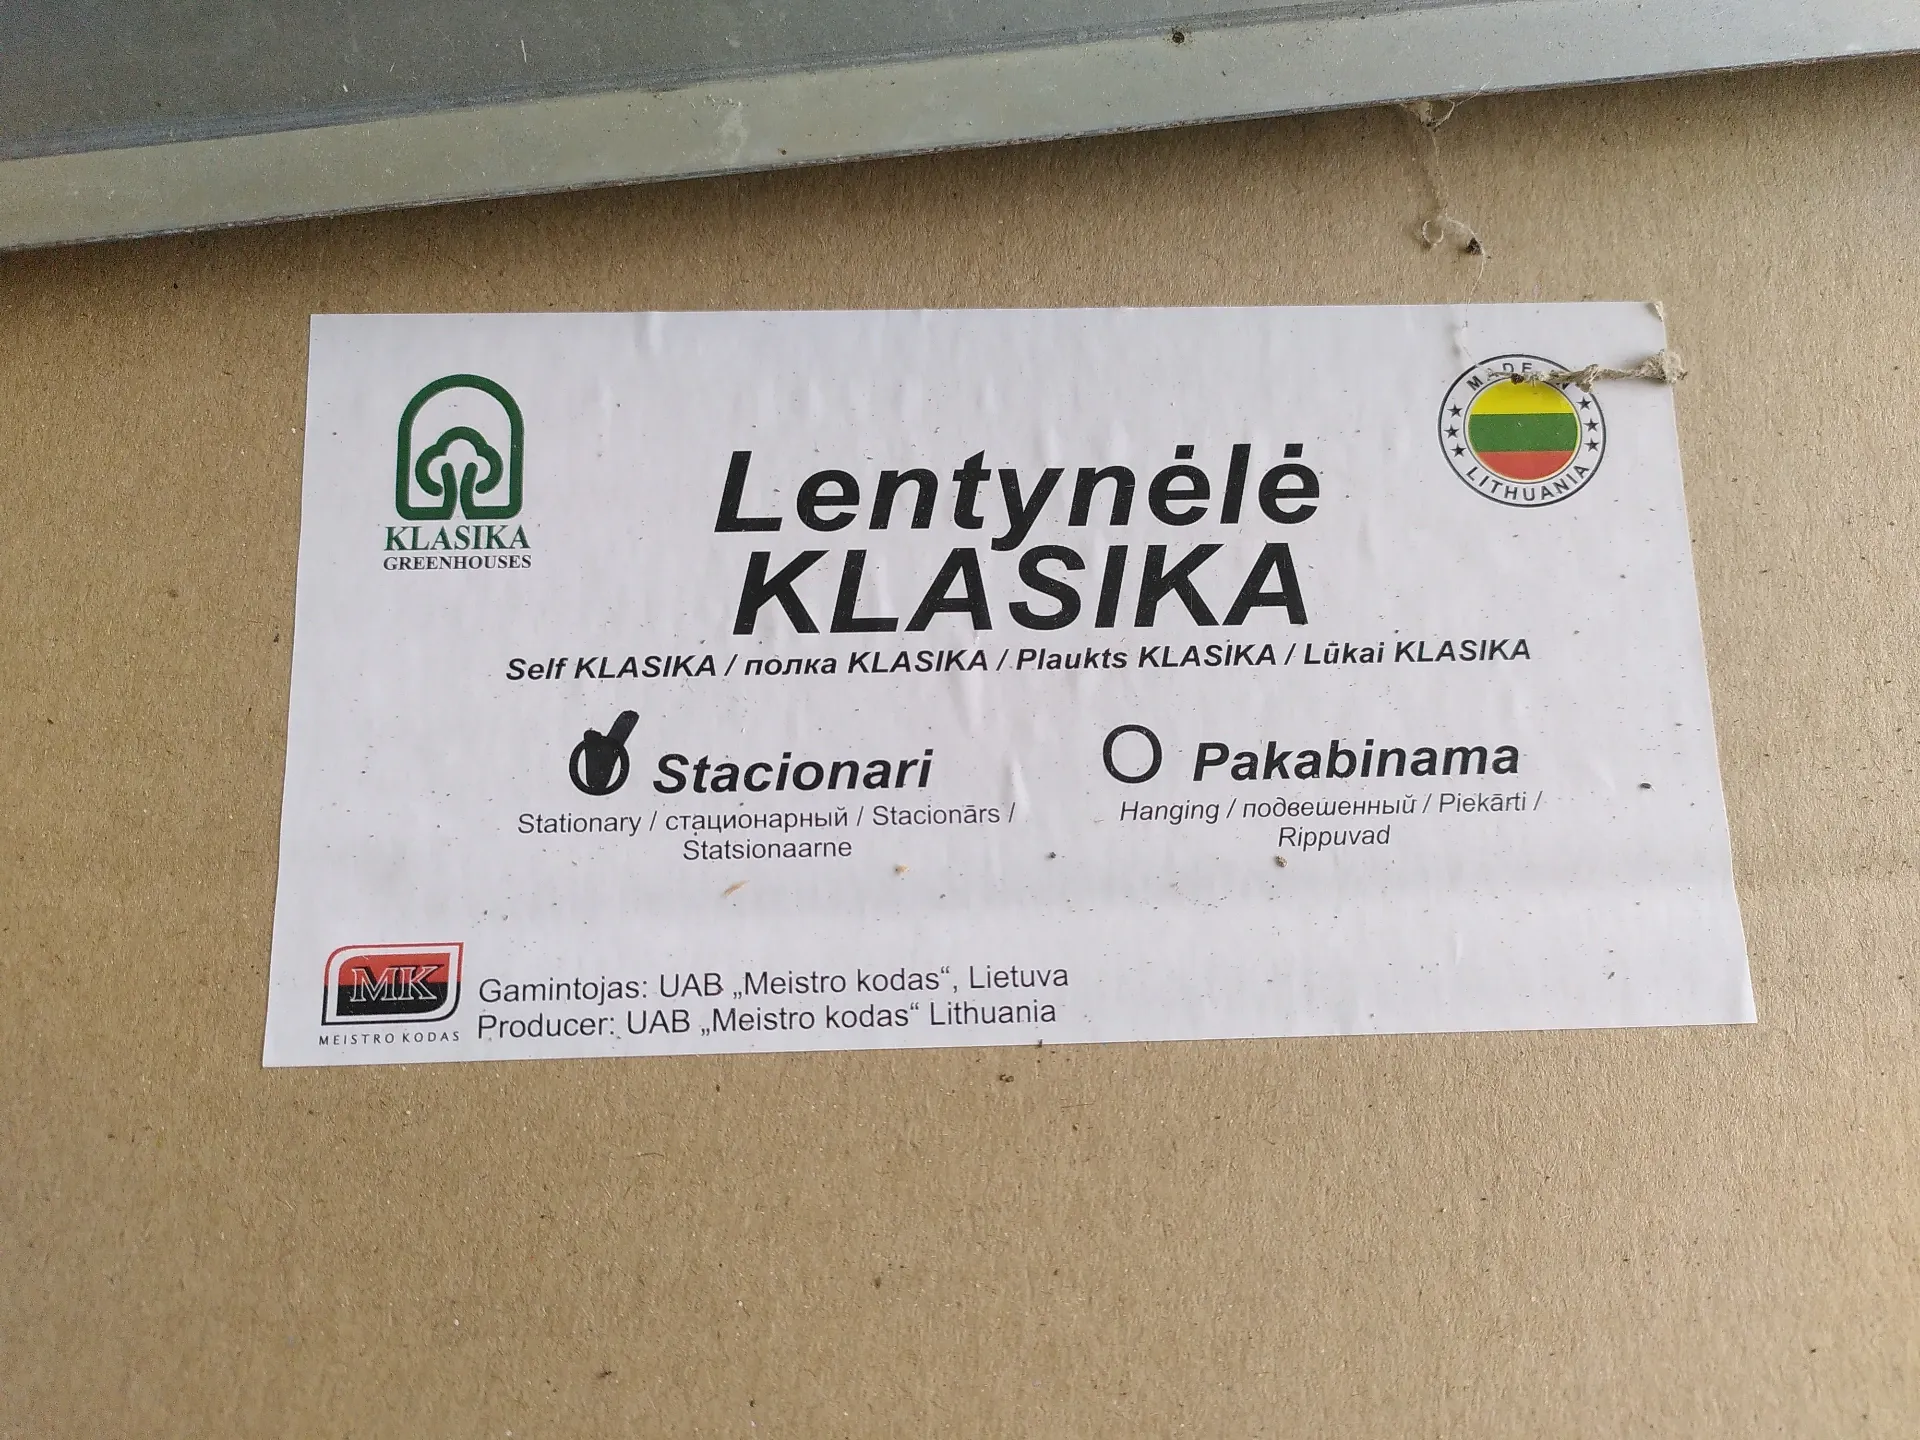 KLASIKA
GREENHOUSES
MADE IN
LITHUANIA
Lentynėlė
KLASIKA
Self KLASIKA / полка KLASIKA / Plaukts KLASIKA / Lūkai KLASIKA
Stacionari
Stationary / стационарный / Stacionārs /
Statsionaarne
Pakabinama
Hanging / подвешенный / Piekārti /
Rippuvad
MK
MEISTRO KODAS
Gamintojas: UAB „Meistro kodas“, Lietuva
Producer: UAB „Meistro kodas“ Lithuania